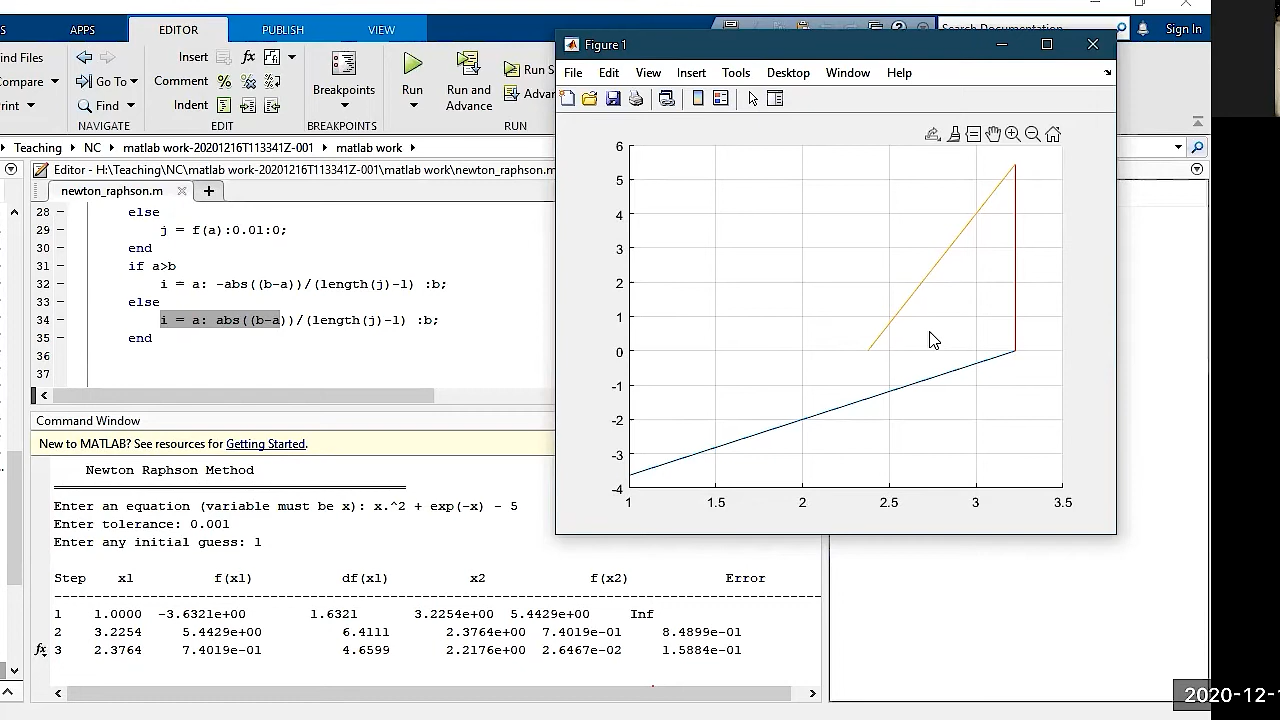 APPS EDITOR PUBLISH VIEW
Search Documentation Sign In
ind Files Insert fx
ompare Comment % Go To Breakpoints Run Run and Advance Run S
rint Indent Find Advan
NAVIGATE EDIT BREAKPOINTS RUN
Teaching NC matlab work-20201216T113341Z-001 matlab work
Editor - H:\Teaching\NC\matlab work-20201216T113341Z-001\matlab work\newton_raphson.m
newton_raphson.m
28 – else
29 – j = f(a):0.01:0;
30 – end
31 – if a>b
32 – i = a: -abs((b-a))/(length(j)-1) :b;
33 – else
34 – i = a: abs((b-a))/(length(j)-1) :b;
35 – end
36
37
Command Window
New to MATLAB? See resources for Getting Started.
Newton Raphson Method
Enter an equation (variable must be x): x.^2 + exp(-x) - 5
Enter tolerance: 0.001
Enter any initial guess: 1
Step x1 f(x1) df(x1) x2 f(x2) Error
1 1.0000 -3.6321e+00 1.6321 3.2254e+00 5.4429e+00 Inf
2 3.2254 5.4429e+00 6.4111 2.3764e+00 7.4019e-01 8.4899e-01
fx 3 2.3764 7.4019e-01 4.6599 2.2176e+00 2.6467e-02 1.5884e-01
Figure 1
File Edit View Insert Tools Desktop Window Help
6
5
4
3
2
1
0
-1
-2
-3
-4
1 1.5 2 2.5 3 3.5
2020-12-1